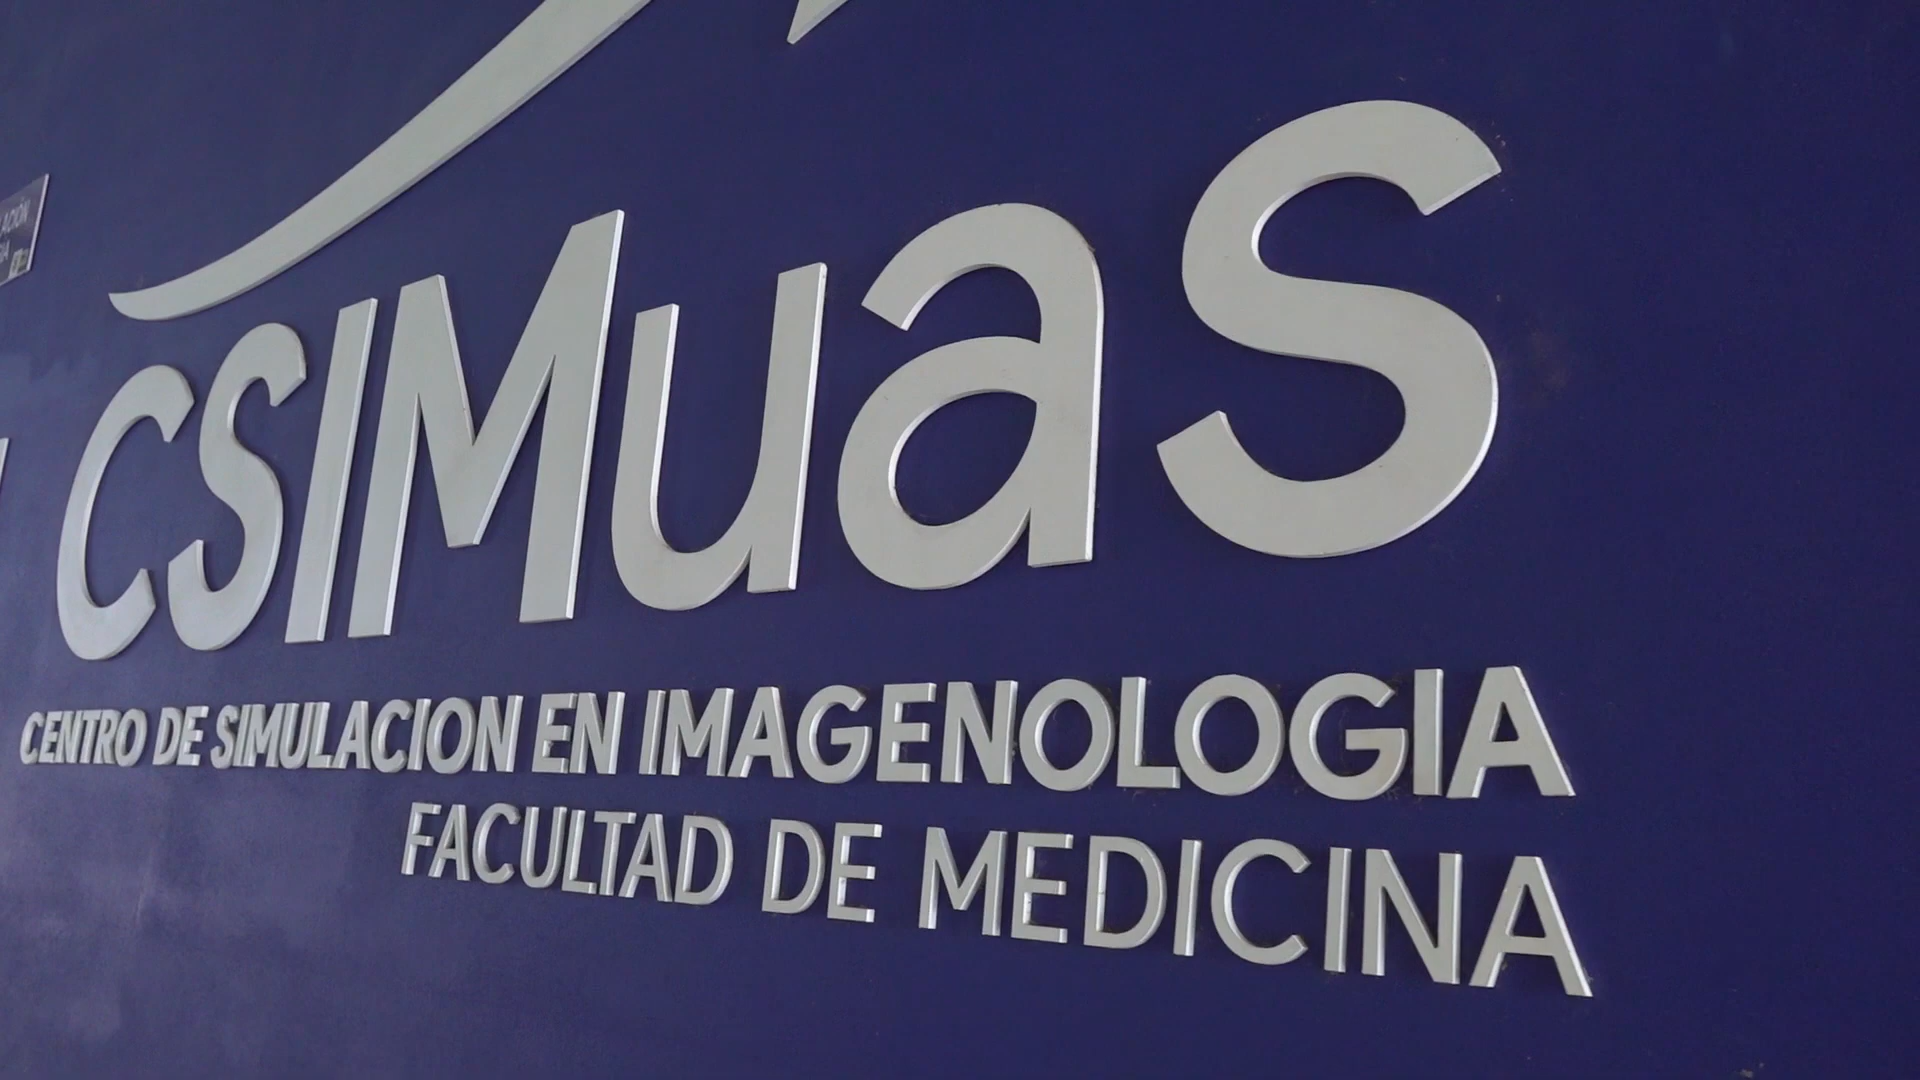 CSIMuas
CENTRO DE SIMULACION EN IMAGENOLOGIA
FACULTAD DE MEDICINA